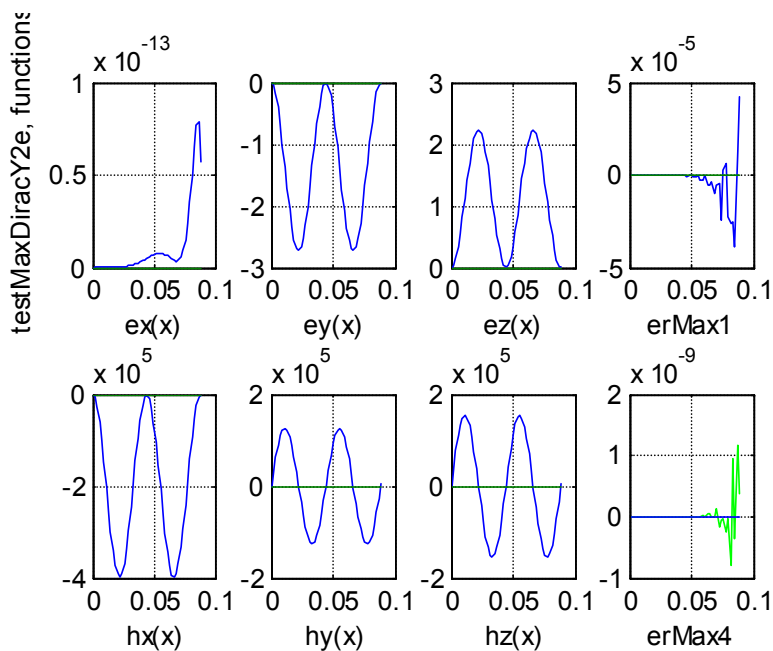 testMaxDiracY2e, functions
x 10^-13
1
0.5
0
0 0.05 0.1
ex(x)
0
-1
-2
-3
0 0.05 0.1
ey(x)
3
2
1
0
0 0.05 0.1
ez(x)
x 10^-5
5
0
-5
0 0.05 0.1
erMax1
x 10^5
0
-2
-4
0 0.05 0.1
hx(x)
x 10^5
2
0
-2
0 0.05 0.1
hy(x)
x 10^5
2
0
-2
0 0.05 0.1
hz(x)
x 10^-9
2
1
0
-1
0 0.05 0.1
erMax4